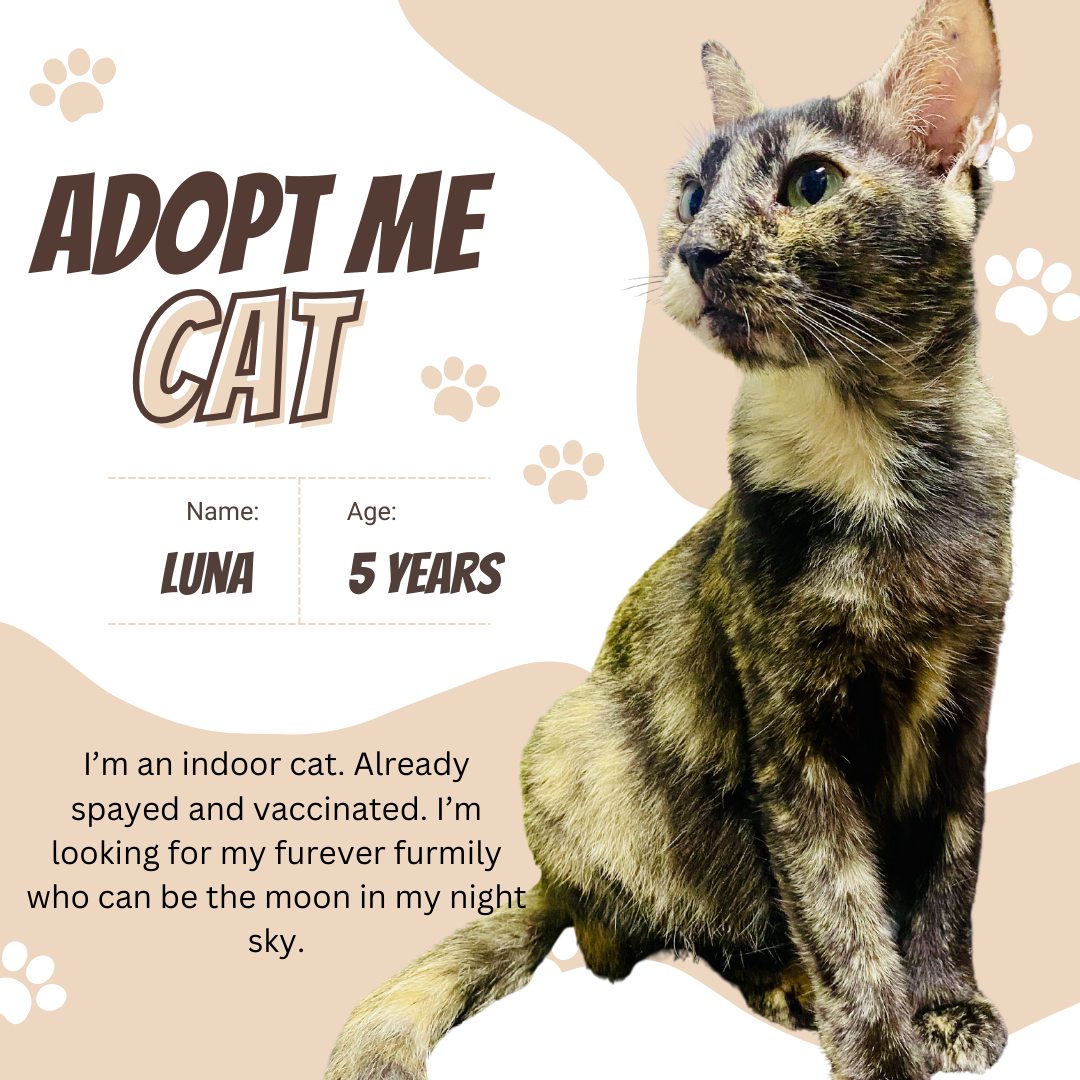 ADOPT ME
CAT
Name:
Age:
LUNA
5 YEARS
I’m an indoor cat. Already
spayed and vaccinated. I’m
looking for my furever furmily
who can be the moon in my night
sky.